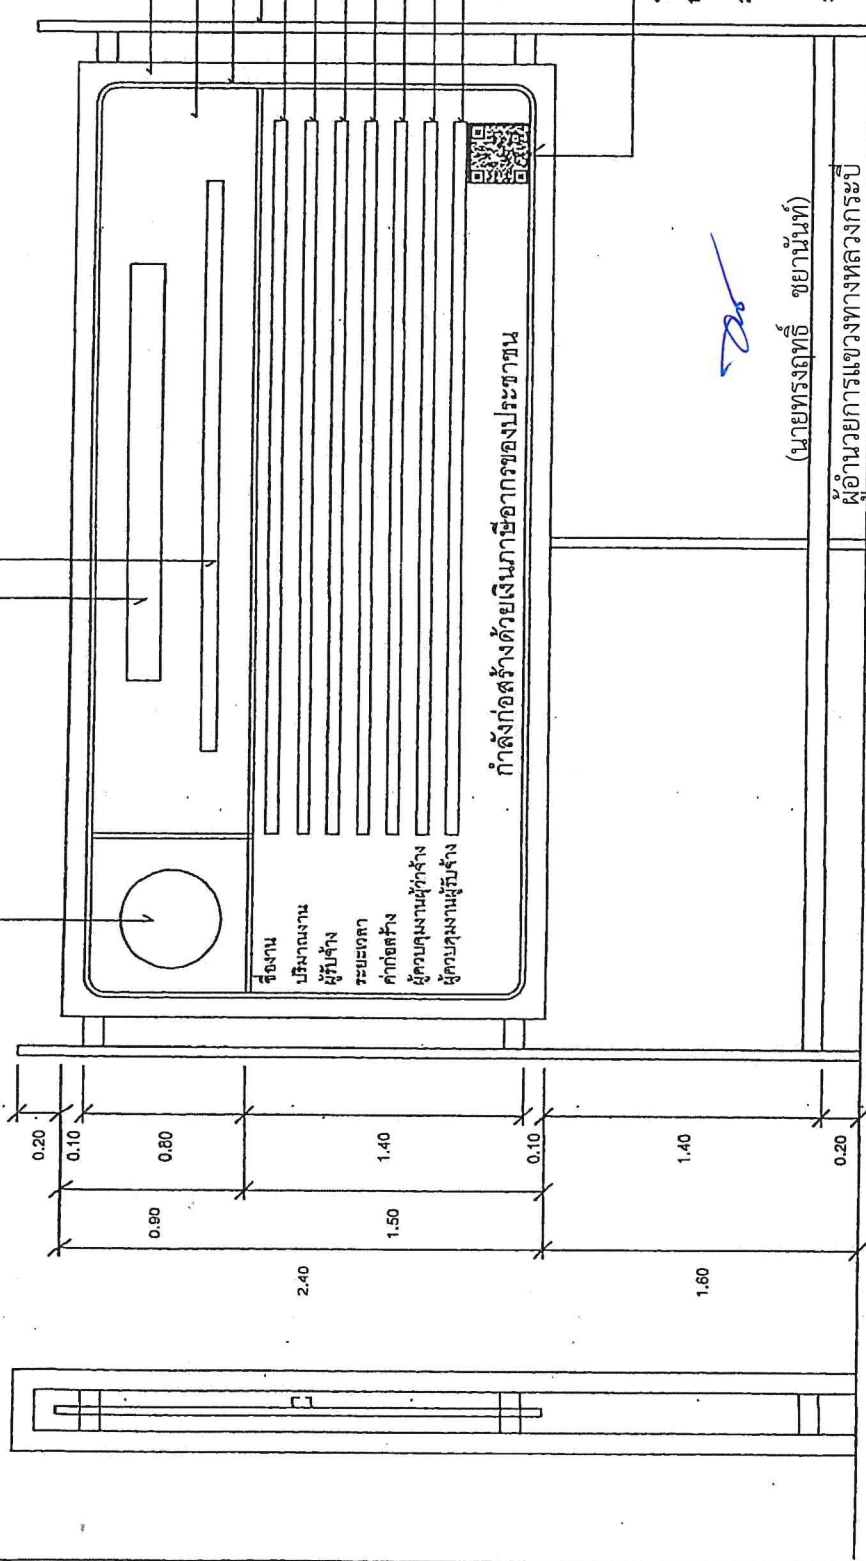 ชื่องาน
ปริมาณงาน
ผู้รับจ้าง
ระยะเวลา
ค่าก่อสร้าง
ผู้ควบคุมงานผู้ว่าจ้าง
ผู้ควบคุมงานผู้รับจ้าง
กำลังก่อสร้างด้วยเงินภาษีอากรของประชาชน
0.20
0.10
0.80
1.40
0.10
1.40
0.20
0.90
1.50
2.40
1.60
(นายทรงฤทธิ์ ชยานันท์)
ผู้อำนวยการแขวงทางหลวงกระบี่